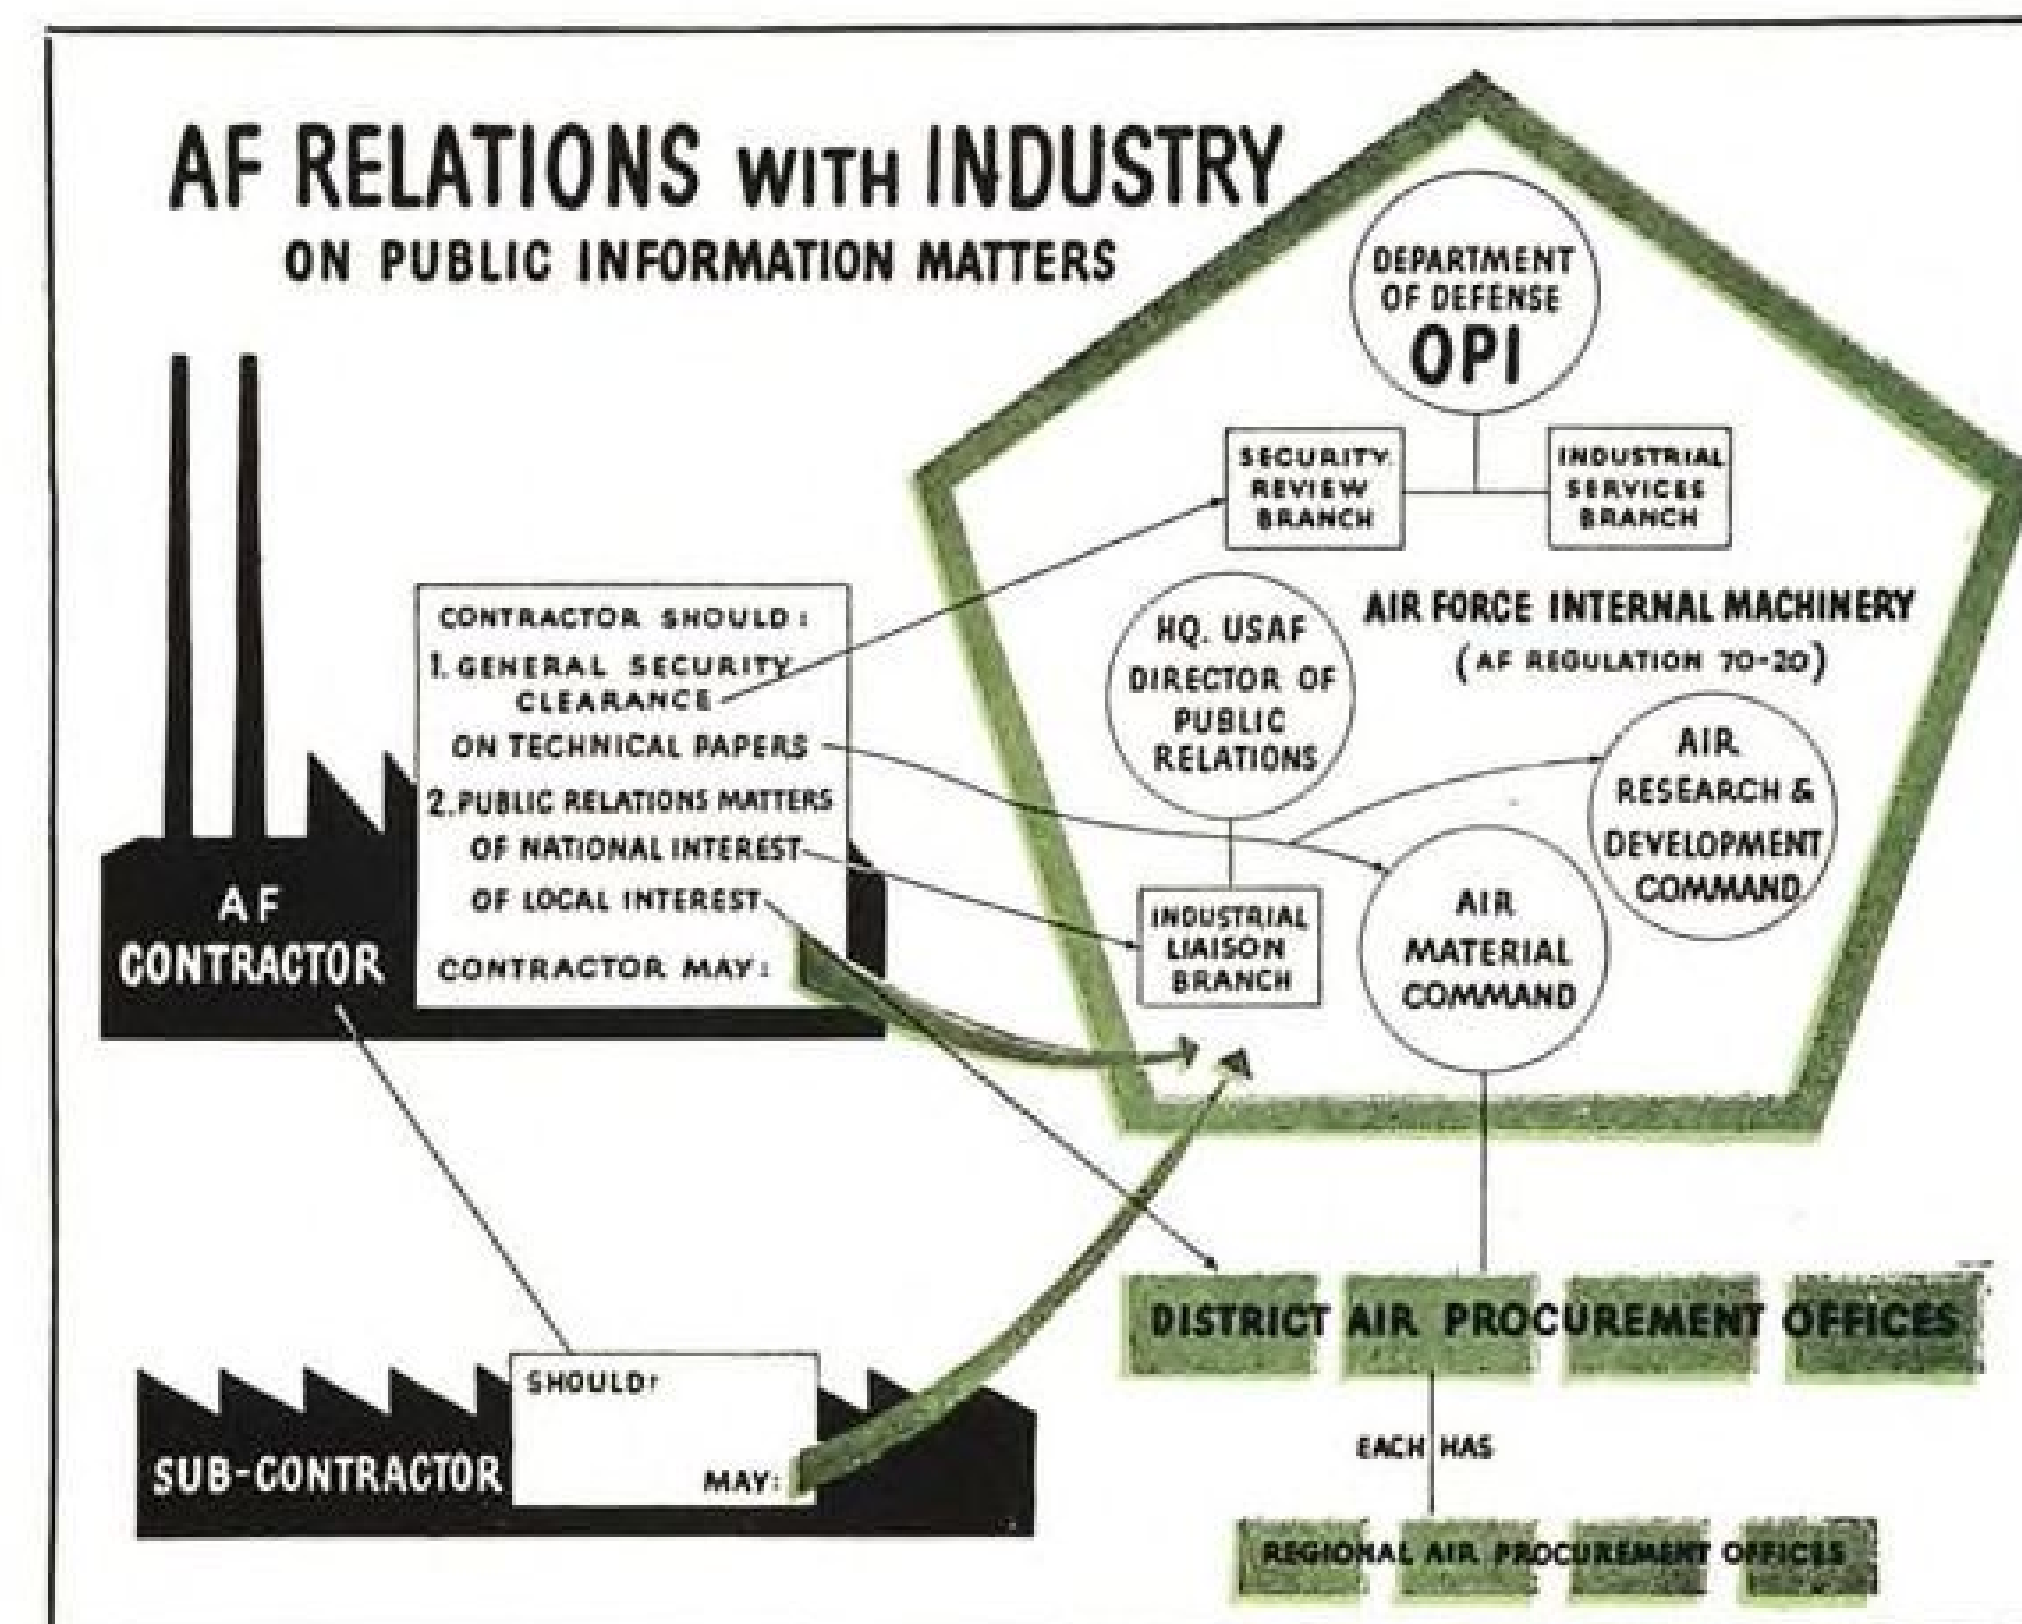 AF RELATIONS WITH INDUSTRY
ON PUBLIC INFORMATION MATTERS
DEPARTMENT
OF DEFENSE
OPI
SECURITY
REVIEW
BRANCH
INDUSTRIAL
SERVICES
BRANCH
AIR FORCE INTERNAL MACHINERY
(AF REGULATION 70-20)
HQ. USAF
DIRECTOR OF
PUBLIC
RELATIONS
AIR
RESEARCH &
DEVELOPMENT
COMMAND
INDUSTRIAL
LIAISON
BRANCH
AIR
MATERIAL
COMMAND
CONTRACTOR SHOULD:
1. GENERAL SECURITY
CLEARANCE
ON TECHNICAL PAPERS
2. PUBLIC RELATIONS MATTERS
OF NATIONAL INTEREST
OF LOCAL INTEREST
CONTRACTOR MAY:
AF
CONTRACTOR
SHOULD:
MAY:
SUB-CONTRACTOR
DISTRICT AIR PROCUREMENT OFFICES
EACH HAS
REGIONAL AIR PROCUREMENT OFFICES